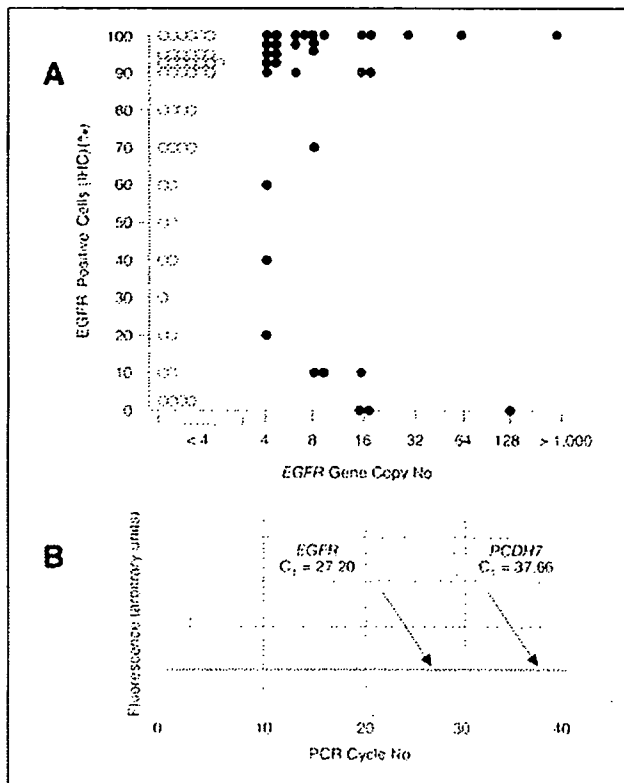 A
EGFR Positive Cells (IHC) (%)
100
90
80
70
60
50
40
30
20
10
0
< 4
4
8
16
32
64
128
> 1,000
EGFR Gene Copy No
B
Fluorescence (arbitrary units)
EGFR
PCDH7
C₁ = 27.20
C₁ = 37.66
0
10
20
30
40
PCR Cycle No